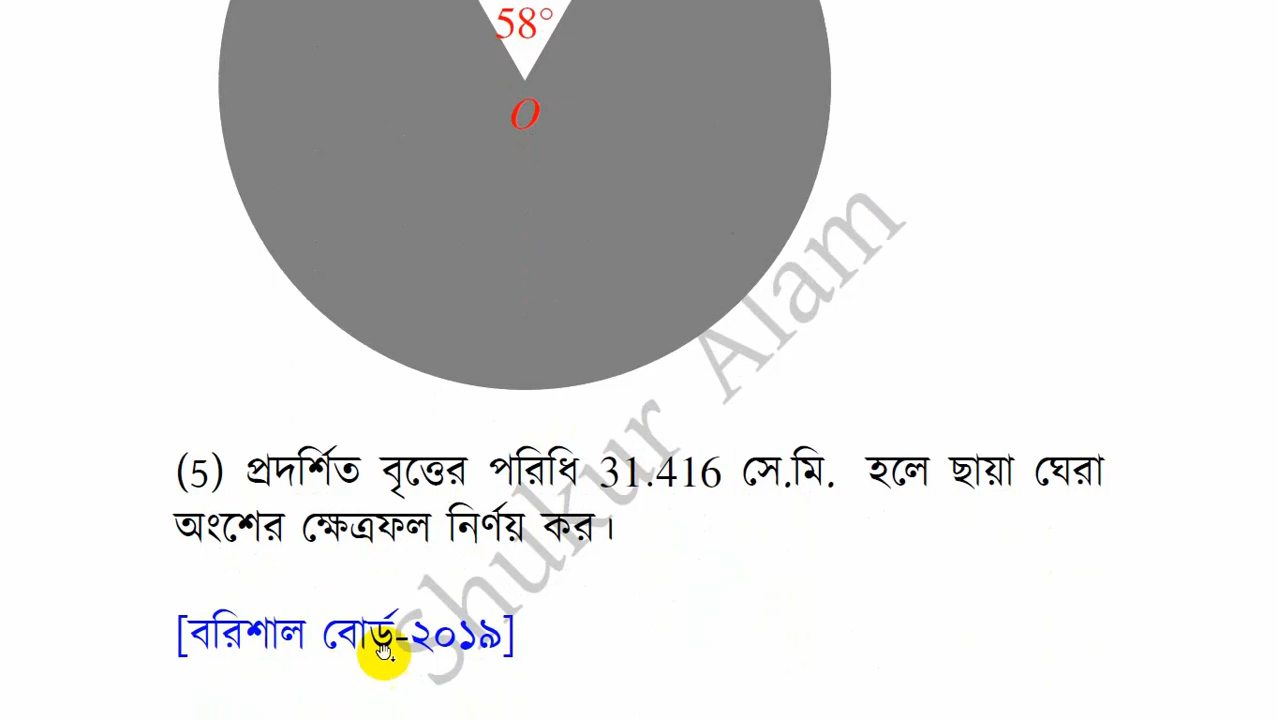 58°
O
(5) প্রদর্শিত বৃত্তের পরিধি 31.416 সে.মি. হলে ছায়া ঘেরা
অংশের ক্ষেত্রফল নির্ণয় কর।
[বরিশাল বোর্ড-২০১৯]
Shukur Alam